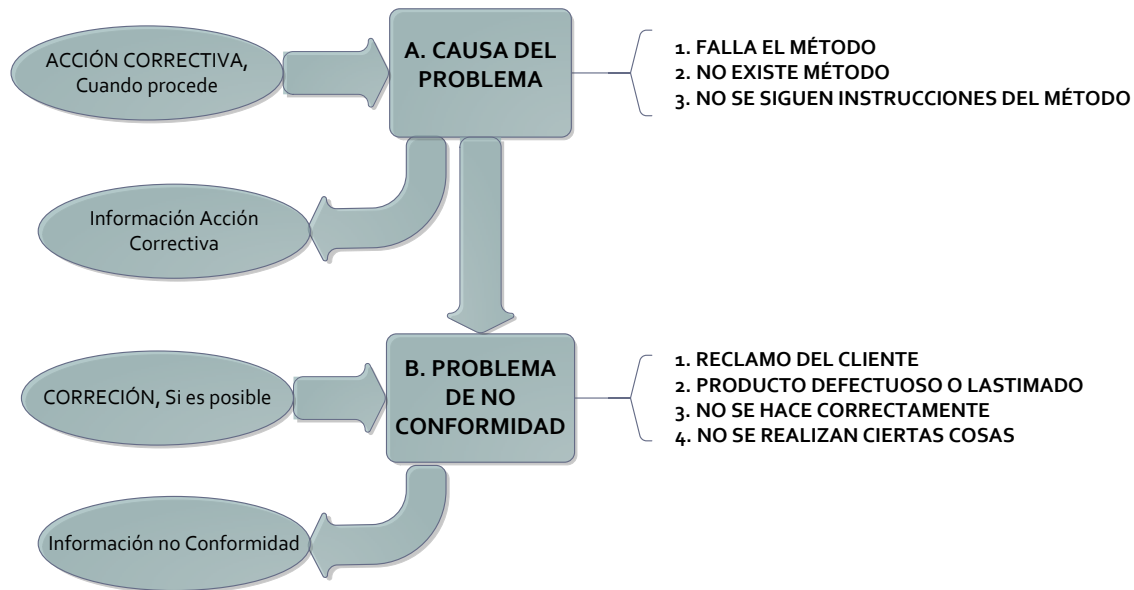 ACCIÓN CORRECTIVA,
Cuando procede
A. CAUSA DEL
PROBLEMA
1. FALLA EL MÉTODO
2. NO EXISTE MÉTODO
3. NO SE SIGUEN INSTRUCCIONES DEL MÉTODO
Información Acción
Correctiva
CORRECIÓN, Si es posible
B. PROBLEMA
DE NO
CONFORMIDAD
1. RECLAMO DEL CLIENTE
2. PRODUCTO DEFECTUOSO O LASTIMADO
3. NO SE HACE CORRECTAMENTE
4. NO SE REALIZAN CIERTAS COSAS
Información no Conformidad